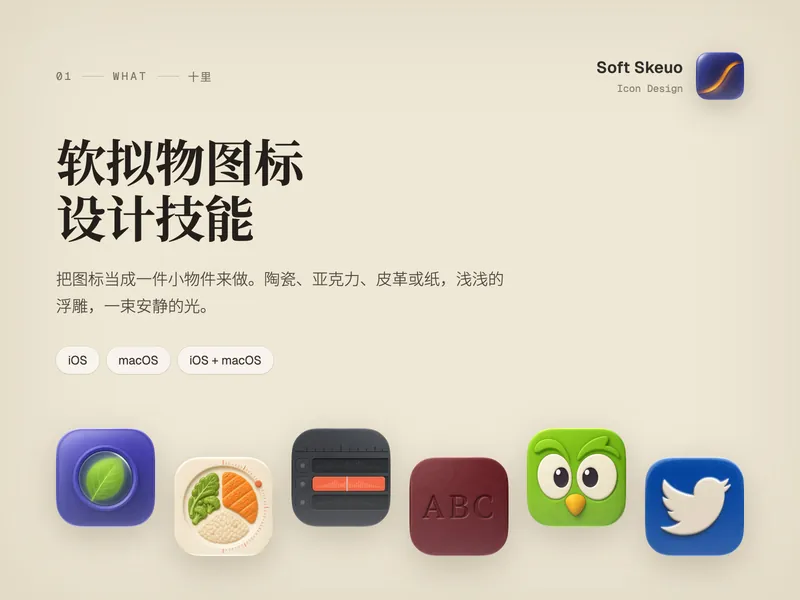 01 — WHAT — 十里
Soft Skeuo
Icon Design
软拟物图标
设计技能
把图标当成一件小物件来做。陶瓷、亚克力、皮革或纸，浅浅的
浮雕，一束安静的光。
iOS
macOS
iOS + macOS
ABC